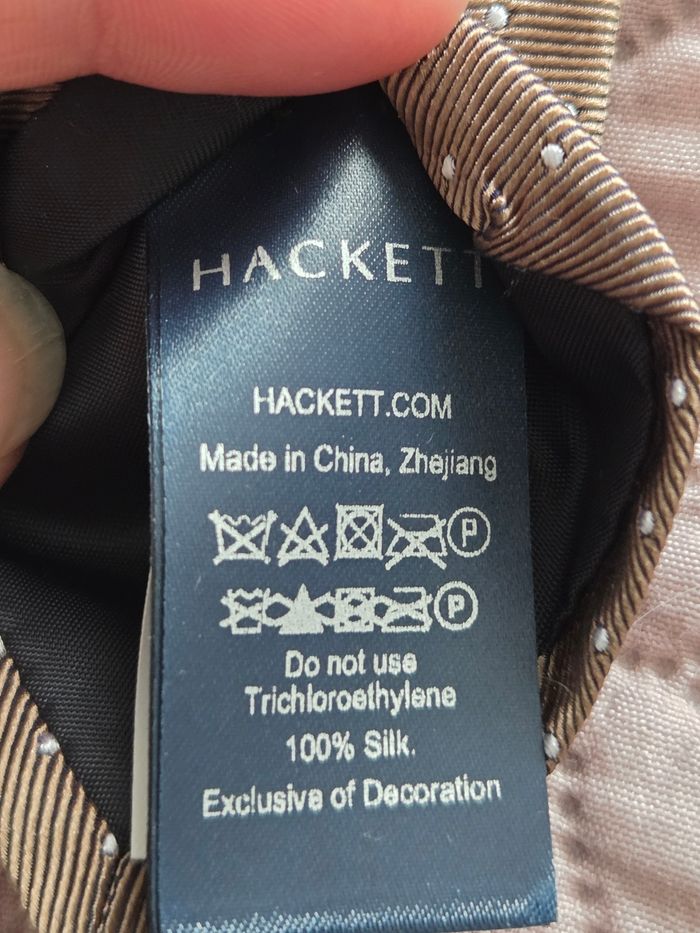 HACKETT
HACKETT.COM
Made in China, Zhejiang
P
P
Do not use
Trichloroethylene
100% Silk.
Exclusive of Decoration